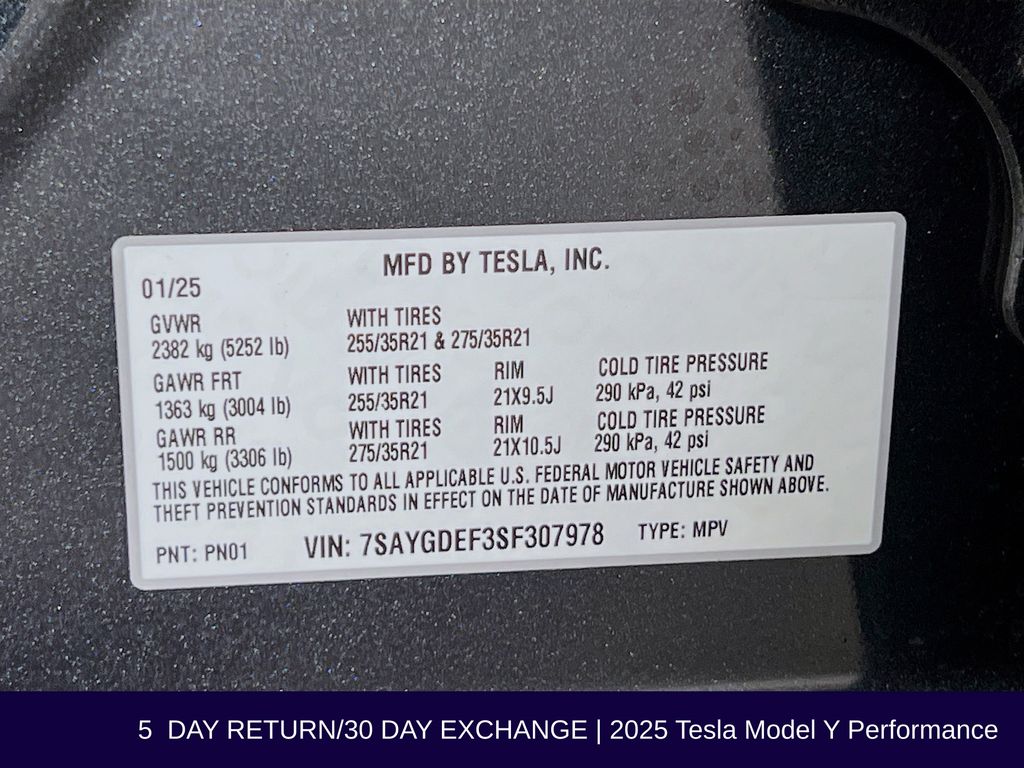 MFD BY TESLA, INC.
01/25
GVWR WITH TIRES
2382 kg (5252 lb) 255/35R21 & 275/35R21
GAWR FRT WITH TIRES RIM COLD TIRE PRESSURE
1363 kg (3004 lb) 255/35R21 21X9.5J 290 kPa, 42 psi
GAWR RR WITH TIRES RIM COLD TIRE PRESSURE
1500 kg (3306 lb) 275/35R21 21X10.5J 290 kPa, 42 psi
THIS VEHICLE CONFORMS TO ALL APPLICABLE U.S. FEDERAL MOTOR VEHICLE SAFETY AND
THEFT PREVENTION STANDARDS IN EFFECT ON THE DATE OF MANUFACTURE SHOWN ABOVE.
PNT: PN01 VIN: 7SAYGDEF3SF307978 TYPE: MPV
5 DAY RETURN/30 DAY EXCHANGE | 2025 Tesla Model Y Performance